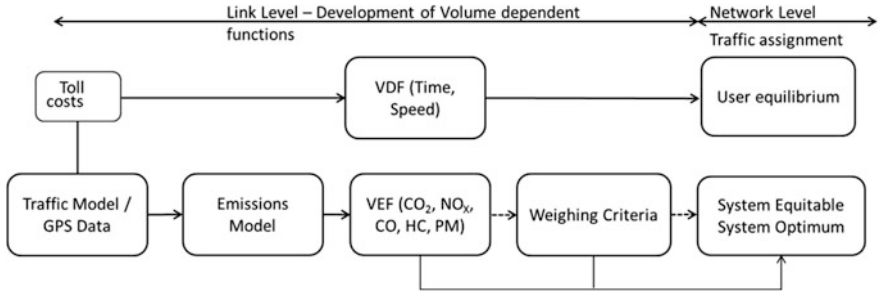 Link Level – Development of Volume dependent
functions
Network Level
Traffic assignment
Toll
costs
VDF (Time,
Speed)
User equilibrium
Traffic Model /
GPS Data
Emissions
Model
VEF (CO₂, NOₓ,
CO, HC, PM)
Weighing Criteria
System Equitable
System Optimum